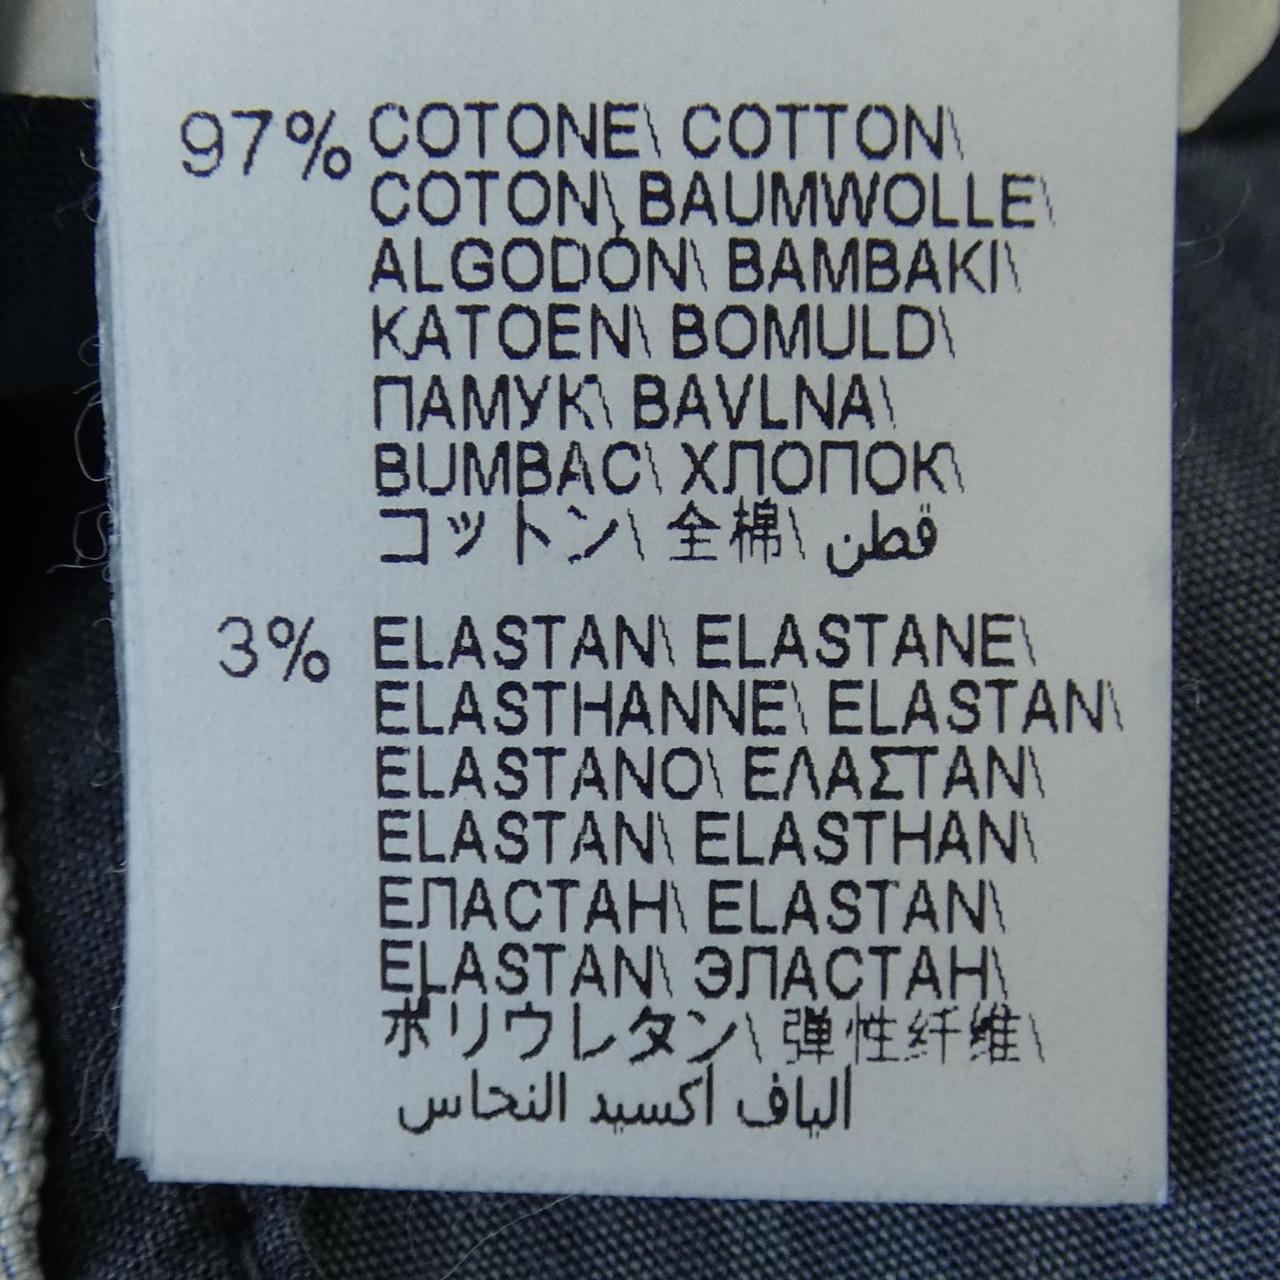 97% COTONE\ COTTON\
COTON\ BAUMWOLLE\
ALGODÓN\ BAMBAKI\
KATOEN\ BOMULD\
ПАМУК\ BAVLNA\
BUMBAC\ ХЛОПОК\
コットン\ 全棉\ قطن
3% ELASTAN\ ELASTANE\
ELASTHANNE\ ELASTAN\
ELASTANO\ ΕΛΑΣΤΑΝ\
ELASTAN\ ELASTHAN\
ЕЛАСТАН\ ELASTAN\
ELASTAN\ ЭЛАСТАН\
ポリウレタン\ 弹性纤维\
الياف اكسيد النحاس